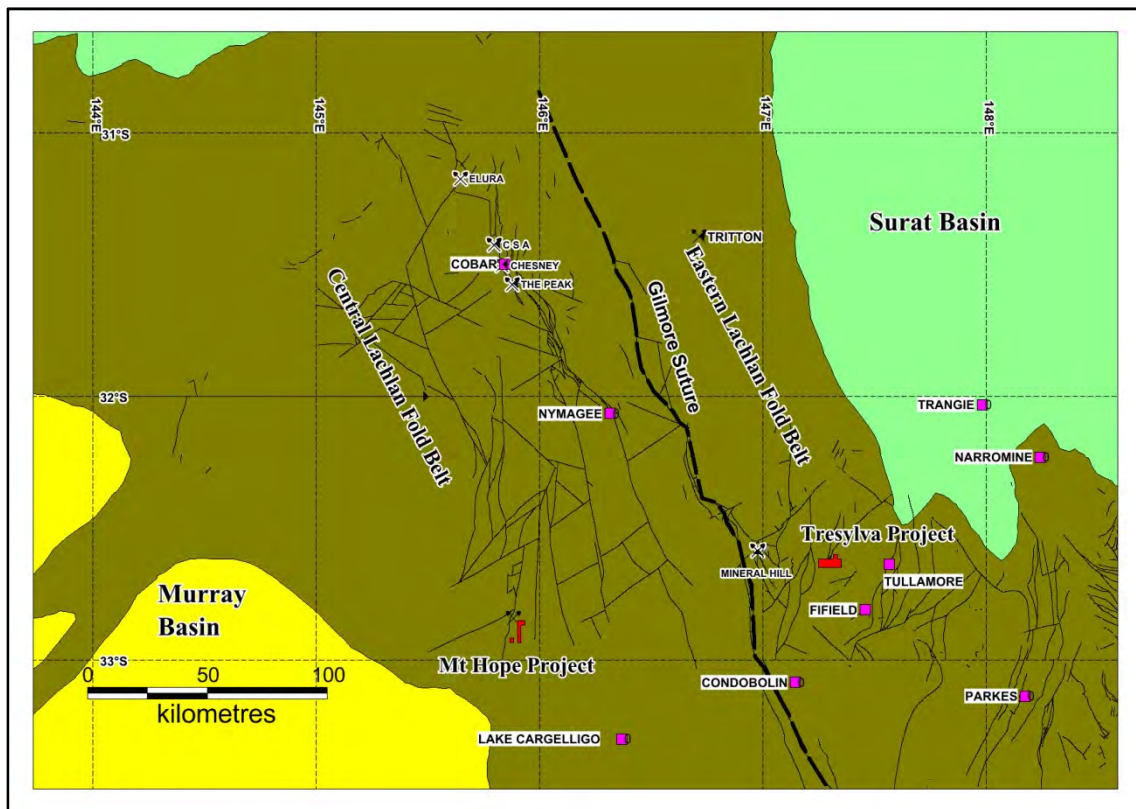 144°E
145°E
146°E
147°E
148°E
31°S
ELURA
C S A
COBAR
CHESNEY
THE PEAK
TRITTON
Surat Basin
Central Lachlan Fold Belt
Gilmore Suture
Eastern Lachlan Fold Belt
32°S
NYMAGEE
TRANGIE
NARROMINE
Tresylva Project
MINERAL HILL
TULLAMORE
FIFIELD
Murray
Basin
33°S
Mt Hope Project
0 50 100
kilometres
CONDOBOLIN
PARKES
LAKE CARGELLIGO